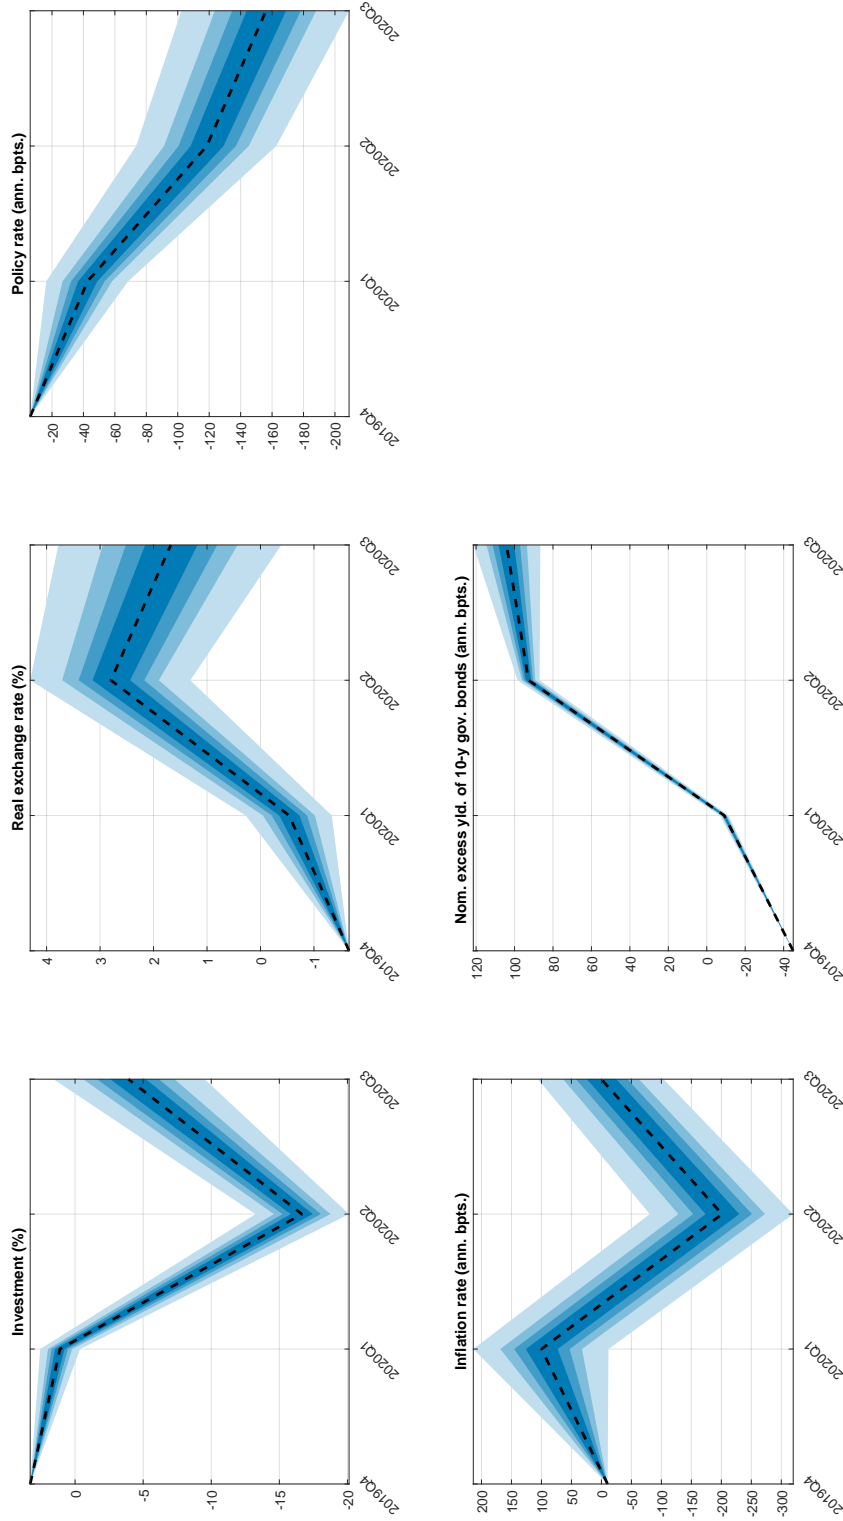 Investment (%)
0
-5
-10
-15
-20
2019Q4
2020Q1
2020Q2
2020Q3
Real exchange rate (%)
4
3
2
1
0
-1
2019Q4
2020Q1
2020Q2
2020Q3
Policy rate (ann. bpts.)
-20
-40
-60
-80
-100
-120
-140
-160
-180
-200
2019Q4
2020Q1
2020Q2
2020Q3
Inflation rate (ann. bpts.)
200
150
100
50
0
-50
-100
-150
-200
-250
-300
2019Q4
2020Q1
2020Q2
2020Q3
Nom. excess yld. of 10-y gov. bonds (ann. bpts.)
120
100
80
60
40
20
0
-20
-40
2019Q4
2020Q1
2020Q2
2020Q3